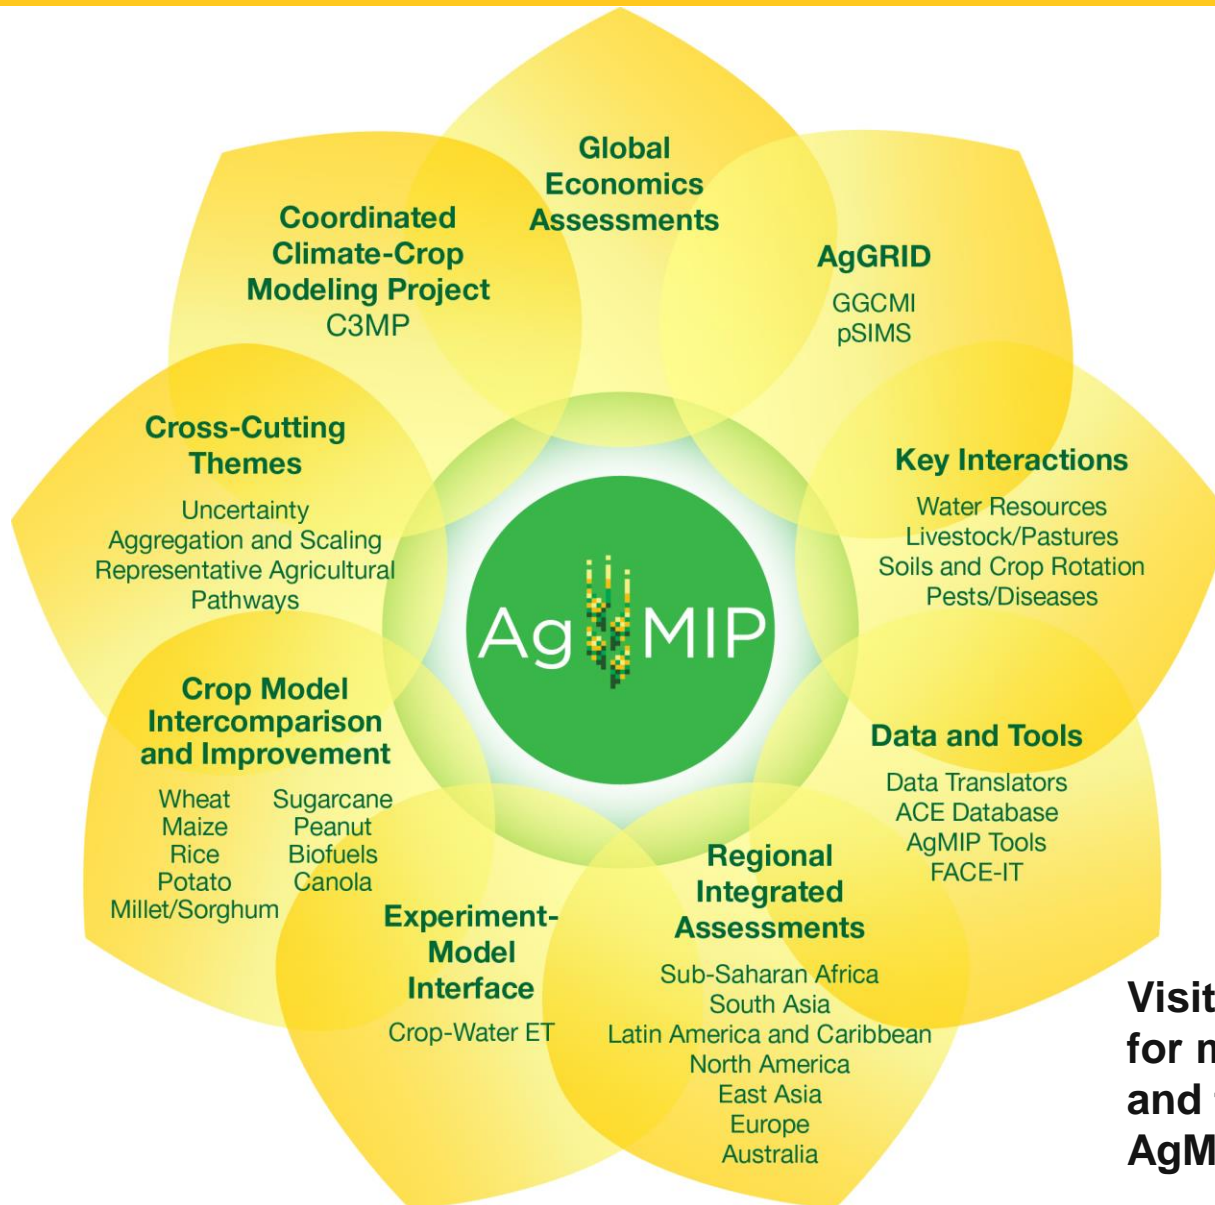 Global
Economics
Assessments
AgGRID
GGCMI
pSIMS
Key Interactions
Water Resources
Livestock/Pastures
Soils and Crop Rotation
Pests/Diseases
Data and Tools
Data Translators
ACE Database
AgMIP Tools
FACE-IT
Regional
Integrated
Assessments
Sub-Saharan Africa
South Asia
Latin America and Caribbean
North America
East Asia
Europe
Australia
Experiment-
Model
Interface
Crop-Water ET
Crop Model
Intercomparison
and Improvement
Wheat
Maize
Rice
Potato
Millet/Sorghum
Sugarcane
Peanut
Biofuels
Canola
Cross-Cutting
Themes
Uncertainty
Aggregation and Scaling
Representative Agricultural
Pathways
Coordinated
Climate-Crop
Modeling Project
C3MP
AgMIP
Visit
for
and